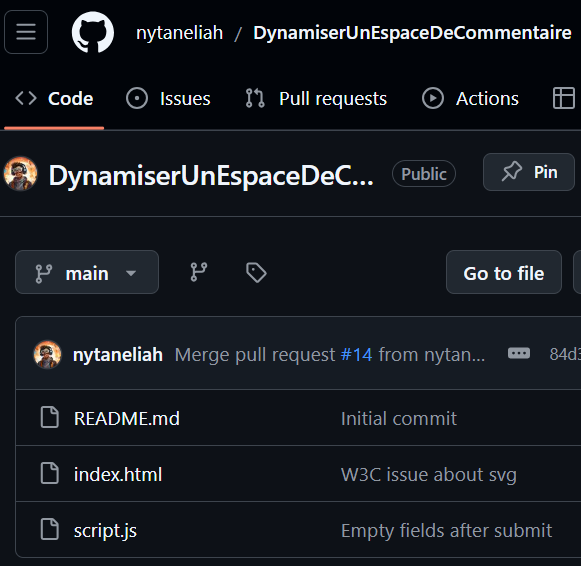 nytaneliah / DynamiserUnEspaceDeCommentaire
Code Issues Pull requests Actions
DynamiserUnEspaceDeC... Public Pin
main Go to file
nytaneliah Merge pull request #14 from nytan... 84d3
README.md Initial commit
index.html W3C issue about svg
script.js Empty fields after submit